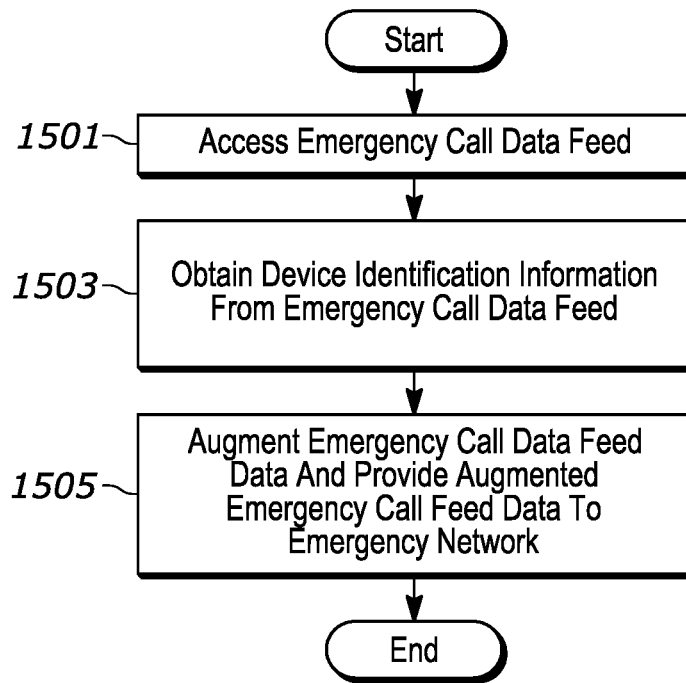 Start
1501
Access Emergency Call Data Feed
1503
Obtain Device Identification Information
From Emergency Call Data Feed
1505
Augment Emergency Call Data Feed
Data And Provide Augmented
Emergency Call Feed Data To
Emergency Network
End